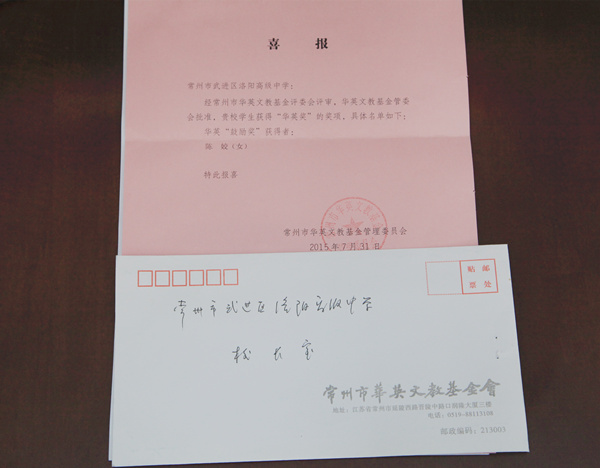 喜 报
常州市武进区洛阳高级中学:
经常州市华英文教基金评委会评审，华英文教基金管委
会批准，贵校学生获得“华英奖”的奖项，具体名单如下:
华英“鼓励奖”获得者:
陈 皎（女）
特此报喜
常州市华英文教基金管理委员会
2015年7月31日
贴 邮
票 处
常州市武进区洛阳高级中学
校长室
常州市華英文教基金會
电话: 0519-88113108
邮政编码: 213003